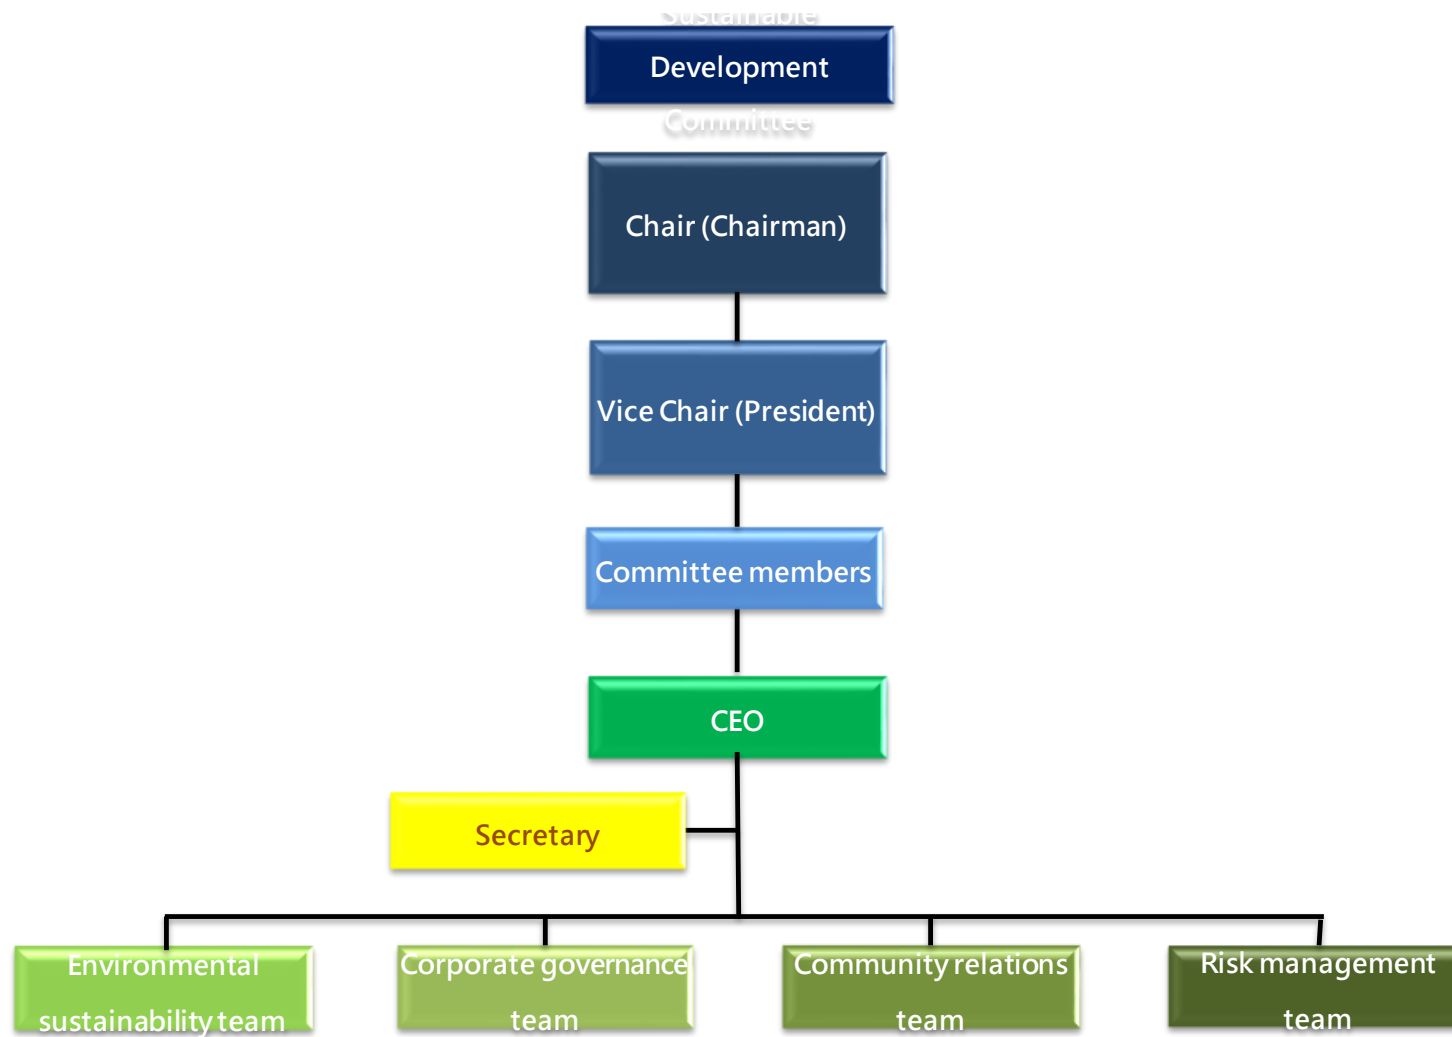 Sustainable
Development
Committee
Chair (Chairman)
Vice Chair (President)
Committee members
CEO
Secretary
Environmental
sustainability team
Corporate governance
team
Community relations
team
Risk management
team